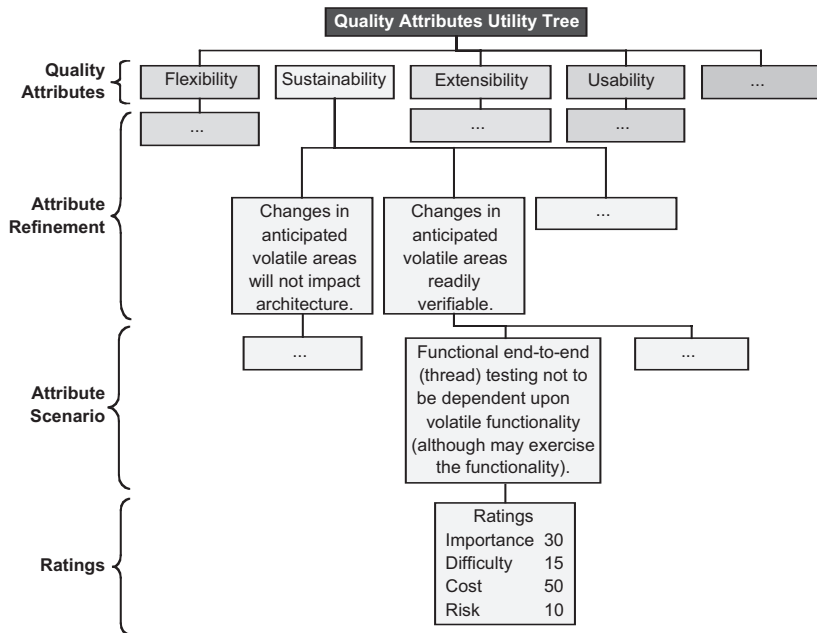 Quality Attributes Utility Tree
Quality
Attributes
Flexibility
Sustainability
Extensibility
Usability
...
...
...
...
Attribute
Refinement
Changes in
anticipated
volatile areas
will not impact
architecture.
Changes in
anticipated
volatile areas
readily
verifiable.
...
...
...
Attribute
Scenario
Functional end-to-end
(thread) testing not to
be dependent upon
volatile functionality
(although may exercise
the functionality).
Ratings
Ratings
Importance 30
Difficulty 15
Cost 50
Risk 10